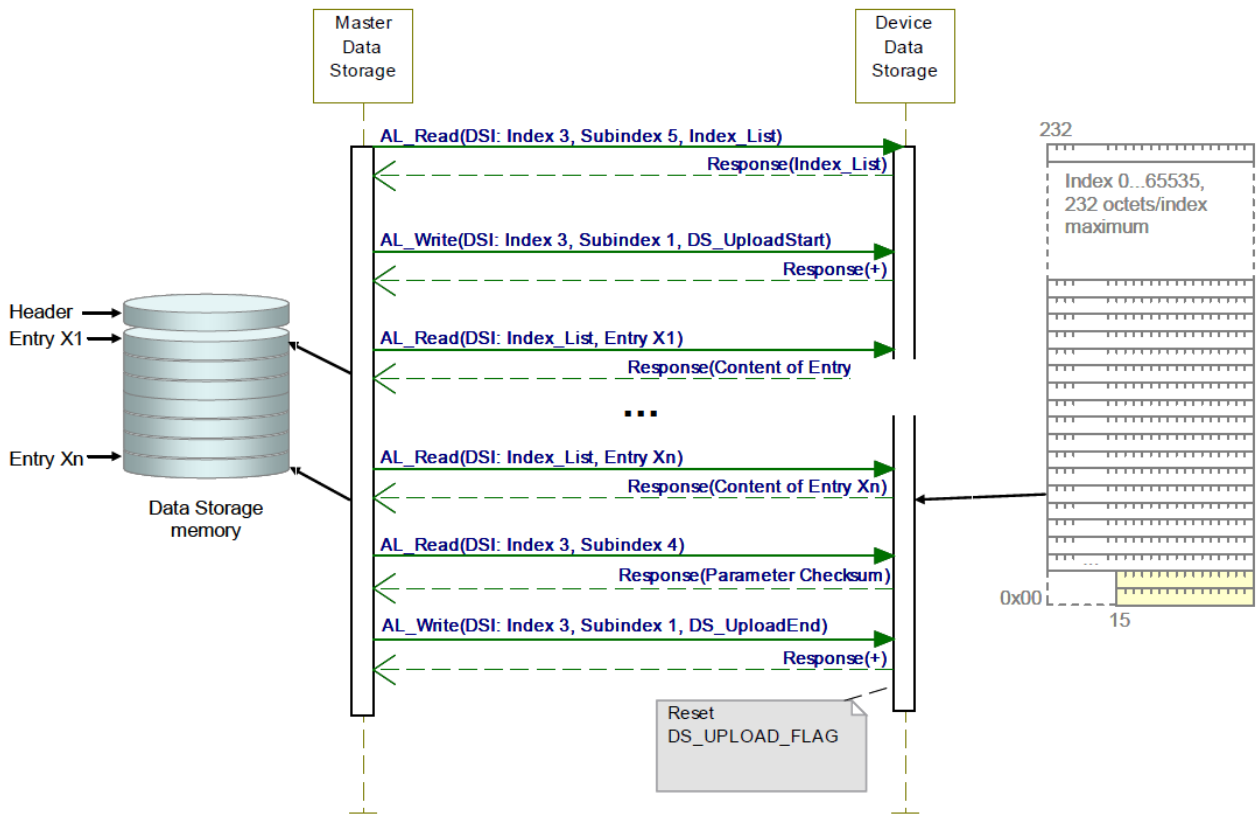 Master
Data
Storage
Device
Data
Storage
AL_Read(DSI: Index 3, Subindex 5, Index_List)
Response(Index_List)
AL_Write(DSI: Index 3, Subindex 1, DS_UploadStart)
Response(+)
AL_Read(DSI: Index_List, Entry X1)
Response(Content of Entry
...
AL_Read(DSI: Index_List, Entry Xn)
Response(Content of Entry Xn)
AL_Read(DSI: Index 3, Subindex 4)
Response(Parameter Checksum)
AL_Write(DSI: Index 3, Subindex 1, DS_UploadEnd)
Response(+)
Reset
DS_UPLOAD_FLAG
Header
Entry X1
Entry Xn
Data Storage
memory
232
Index 0...65535,
232 octets/index
maximum
...
0x00
15